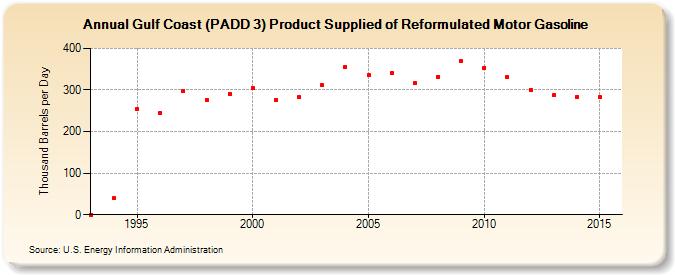 Annual Gulf Coast (PADD 3) Product Supplied of Reformulated Motor Gasoline
Thousand Barrels per Day
400
300
200
100
0
1995 2000 2005 2010 2015
Source: U.S. Energy Information Administration